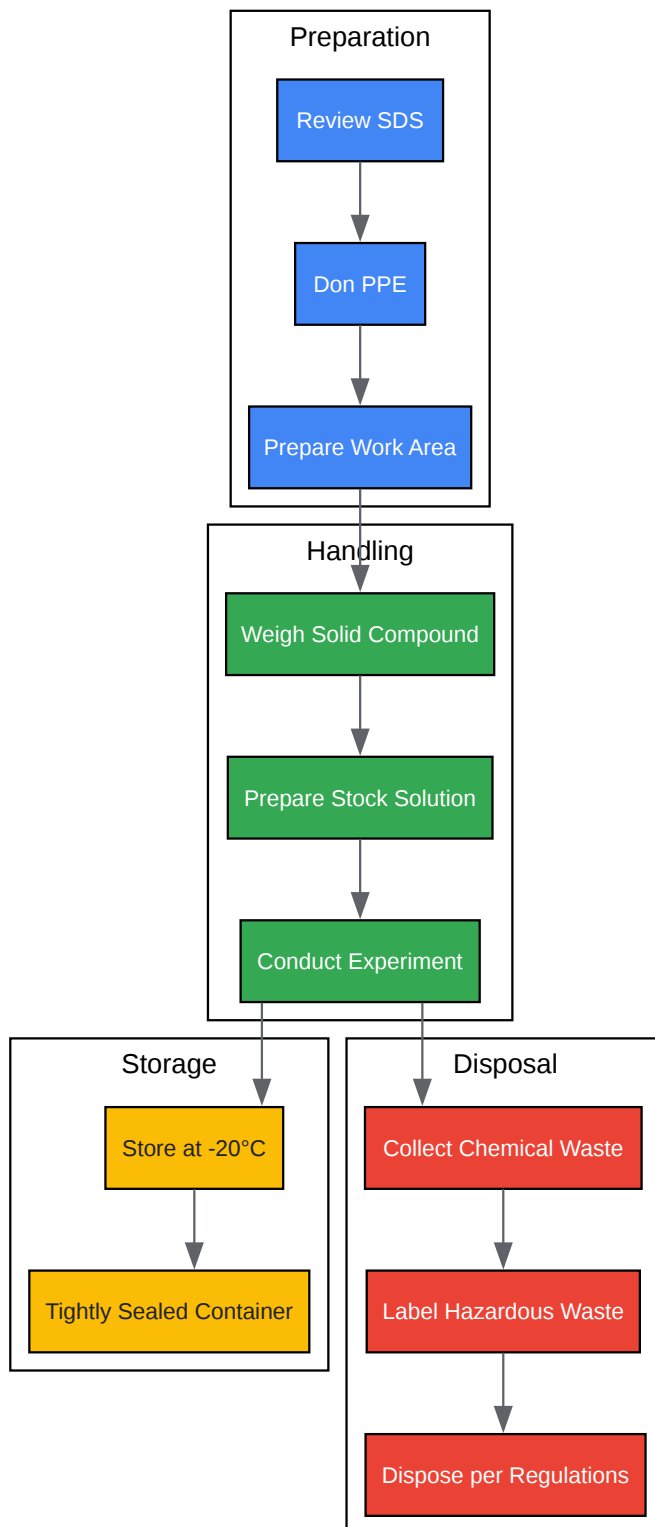 Preparation
Review SDS
Don PPE
Prepare Work Area
Handling
Weigh Solid Compound
Prepare Stock Solution
Conduct Experiment
Storage
Store at -20°C
Tightly Sealed Container
Disposal
Collect Chemical Waste
Label Hazardous Waste
Dispose per Regulations